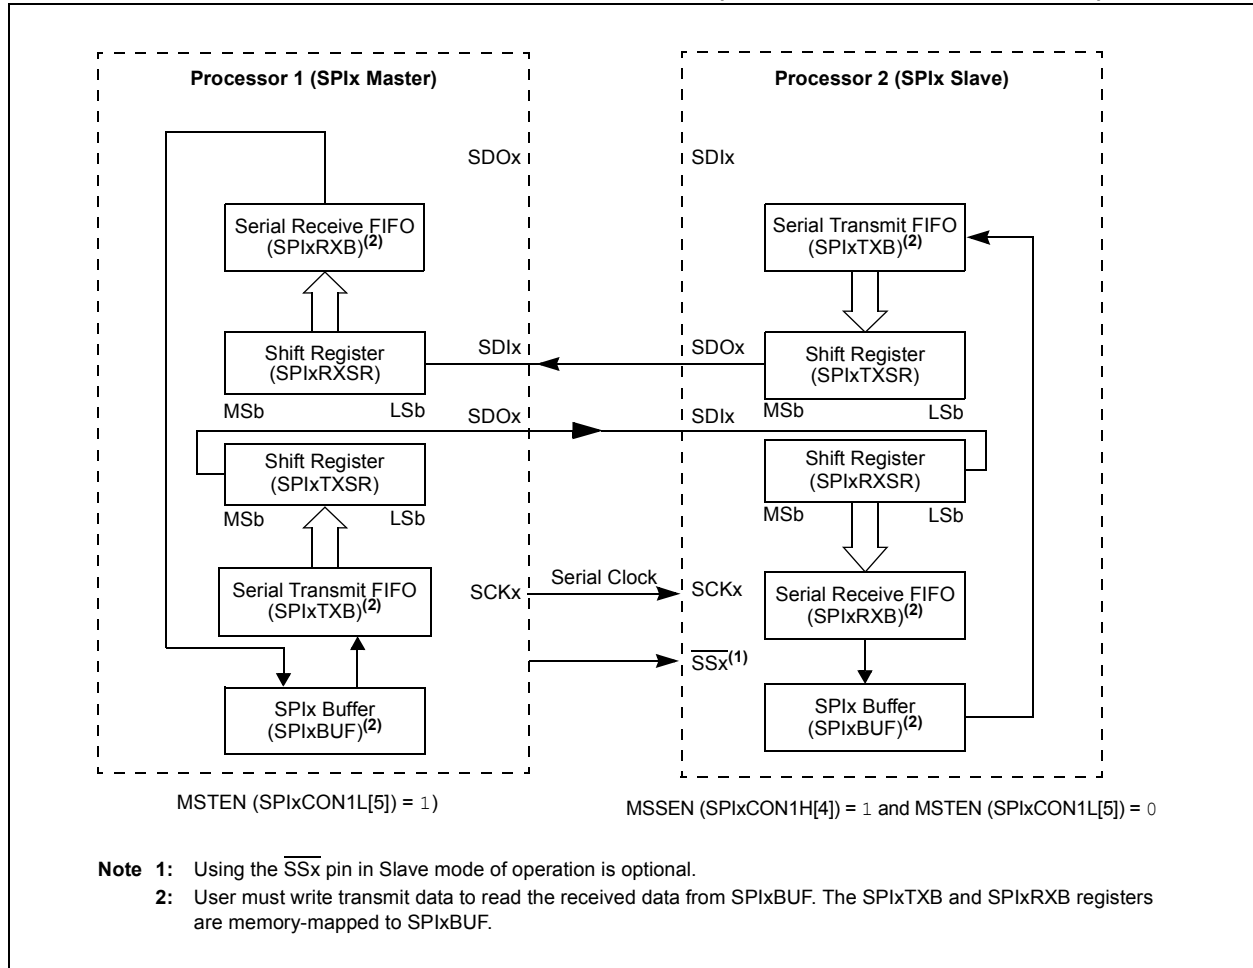 Processor 1 (SPIx Master)
Processor 2 (SPIx Slave)
SDOx
SDIx
Serial Receive FIFO
(SPIxRXB)(2)
Serial Transmit FIFO
(SPIxTXB)(2)
Shift Register
(SPIxRXSR)
SDIx
SDOx
Shift Register
(SPIxTXSR)
MSb
LSb
MSb
LSb
SDOx
SDIx
Shift Register
(SPIxTXSR)
Shift Register
(SPIxRXSR)
MSb
LSb
MSb
LSb
Serial Transmit FIFO
(SPIxTXB)(2)
SCKx
Serial Clock
SCKx
Serial Receive FIFO
(SPIxRXB)(2)
SSx(1)
SPIx Buffer
(SPIxBUF)(2)
SPIx Buffer
(SPIxBUF)(2)
MSTEN (SPIxCON1L[5]) = 1)
MSSEN (SPIxCON1H[4]) = 1 and MSTEN (SPIxCON1L[5]) = 0
Note 1: Using the SSx pin in Slave mode of operation is optional.
2: User must write transmit data to read the received data from SPIxBUF. The SPIxTXB and SPIxRXB registers
are memory-mapped to SPIxBUF.